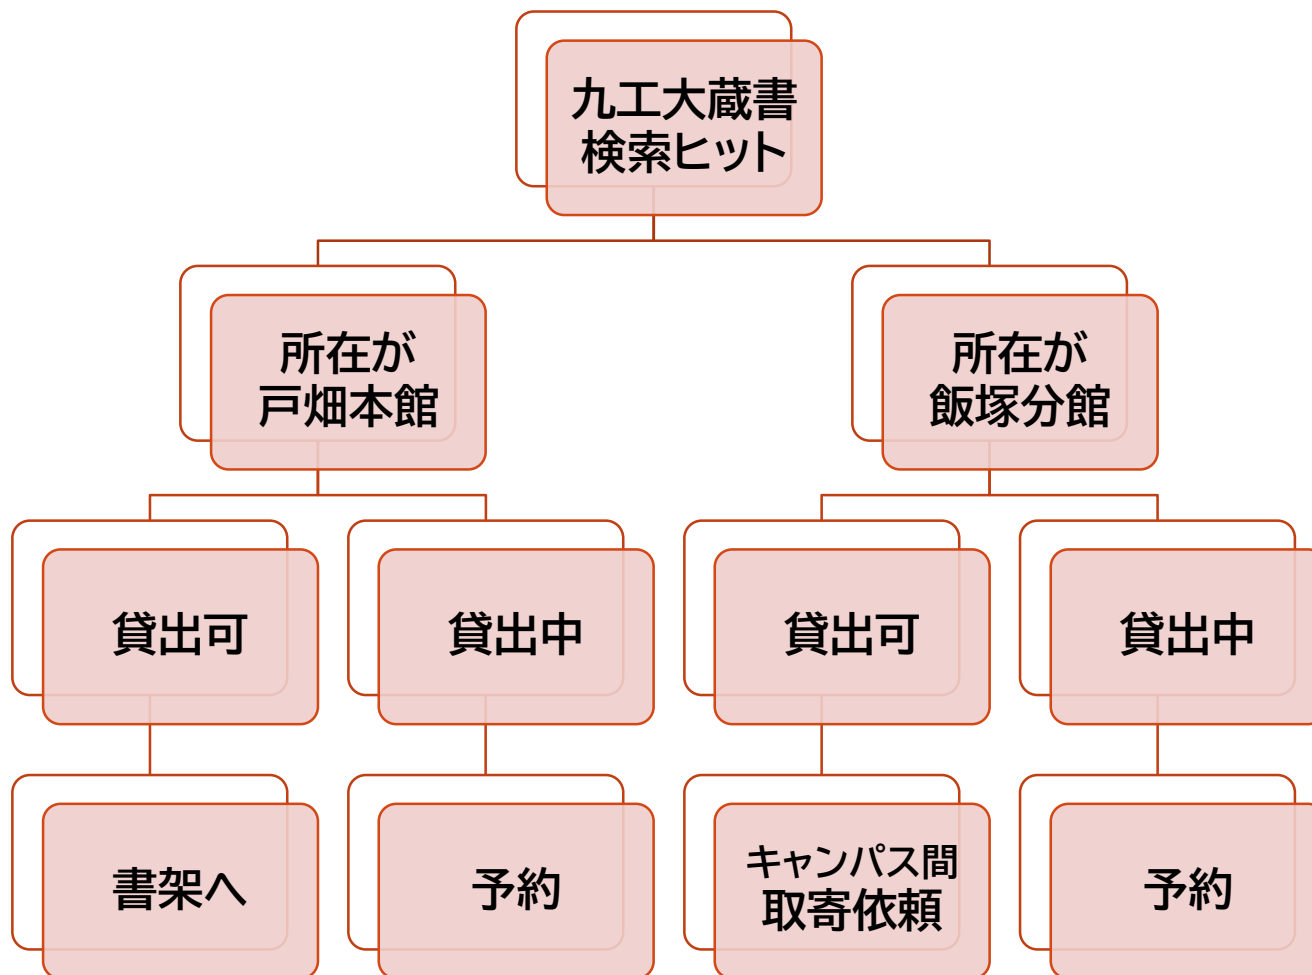 九工大蔵書
検索ヒット
所在が
戸畑本館
所在が
飯塚分館
貸出可
貸出中
貸出可
貸出中
書架へ
予約
キャンパス間
取寄依頼
予約